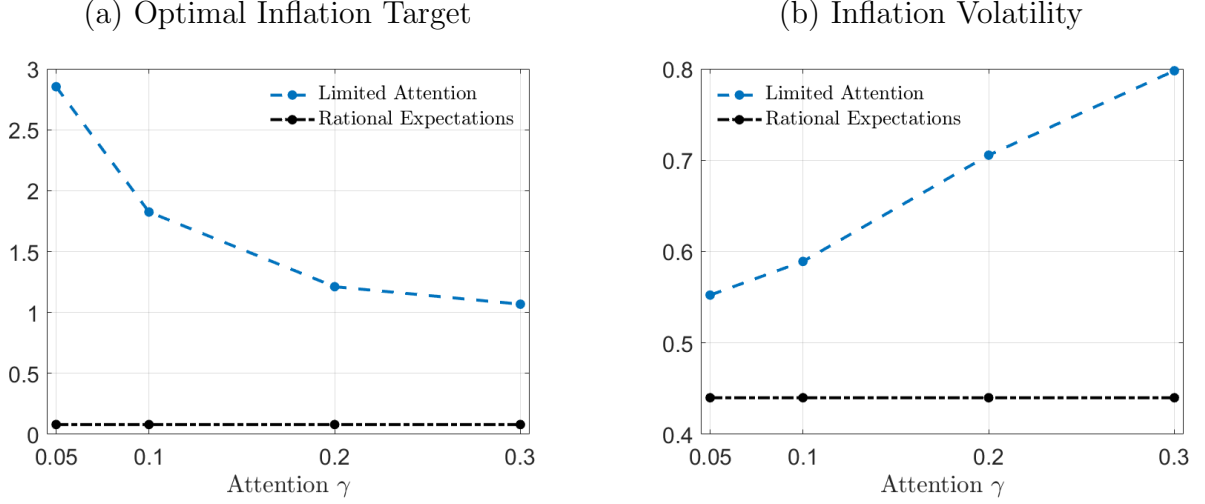 (a) Optimal Inflation Target
3
2.5
2
1.5
1
0.5
0
0.05 0.1 0.2 0.3
Attention γ
Limited Attention
Rational Expectations
(b) Inflation Volatility
0.8
0.7
0.6
0.5
0.4
0.05 0.1 0.2 0.3
Attention γ
Limited Attention
Rational Expectations